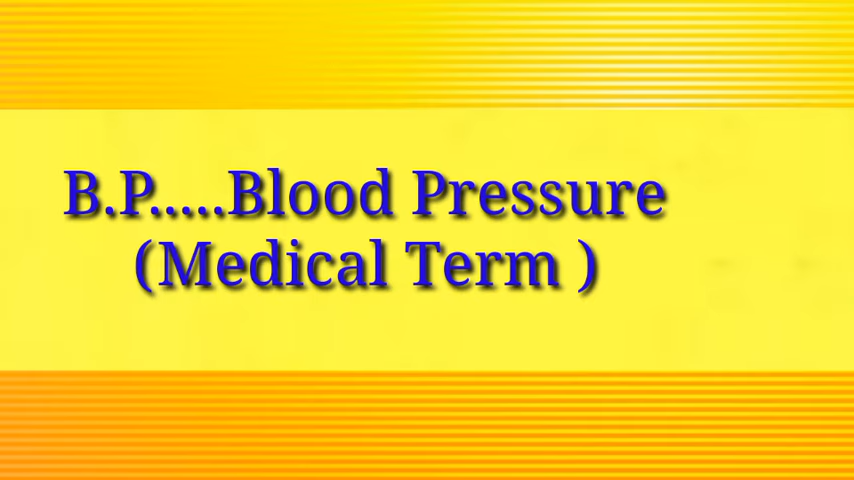 B.P.....Blood Pressure
(Medical Term )